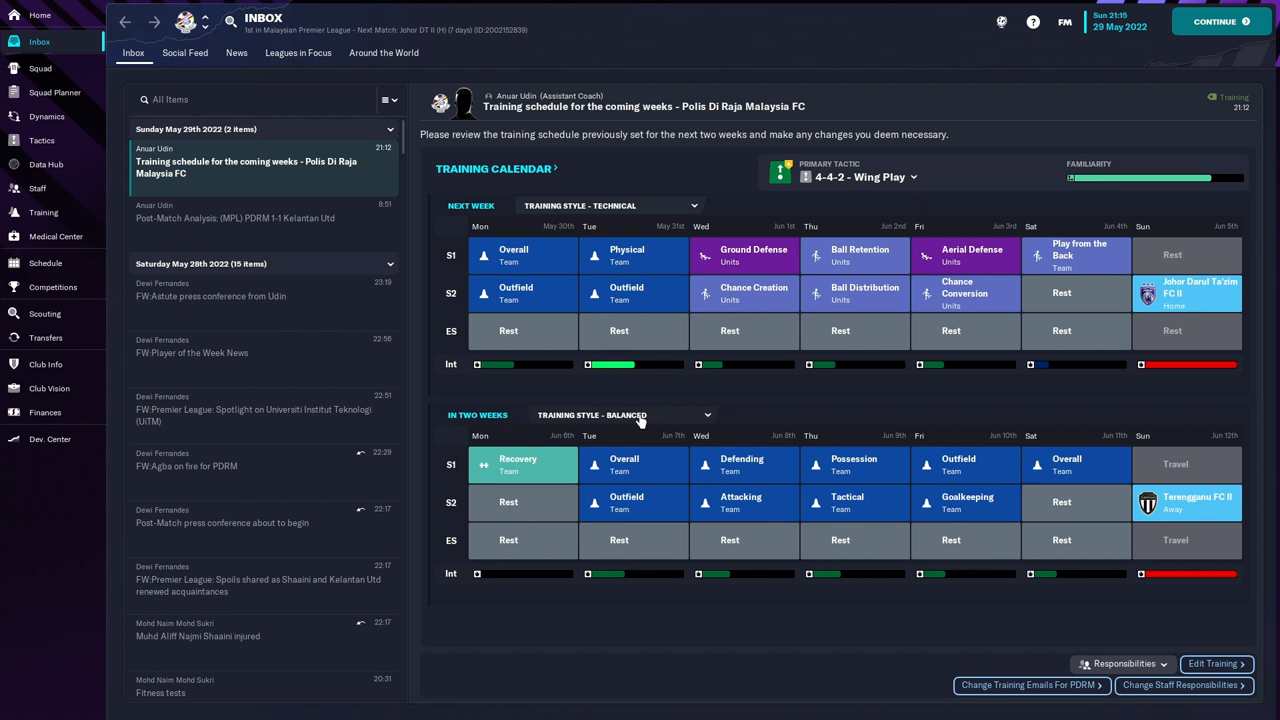 Home
Inbox
Squad
Squad Planner
Dynamics
Tactics
Data Hub
Staff
Training
Medical Center
Schedule
Competitions
Scouting
Transfers
Club Info
Club Vision
Finances
Dev. Center
INBOX
1st in Malaysian Premier League - Next Match: Johor DT II (H) (7 days) (ID:2002152839)
FM
Sun 21:15
29 May 2022
CONTINUE
Inbox
Social Feed
News
Leagues in Focus
Around the World
All Items
Sunday May 29th 2022 (2 items)
Anuar Udin
21:12
Training schedule for the coming weeks - Polis Di Raja
Malaysia FC
Anuar Udin
8:51
Post-Match Analysis: (MPL) PDRM 1-1 Kelantan Utd
Saturday May 28th 2022 (15 items)
Dewi Fernandes
23:19
FW:Astute press conference from Udin
Dewi Fernandes
22:56
FW:Player of the Week News
Dewi Fernandes
22:51
FW:Premier League: Spotlight on Universiti Institut Teknologi
(UiTM)
Dewi Fernandes
22:29
FW:Agba on fire for PDRM
Dewi Fernandes
22:17
Post-Match press conference about to begin
Dewi Fernandes
22:17
FW:Premier League: Spoils shared as Shaaini and Kelantan Utd
renewed acquaintances
Mohd Naim Mohd Sukri
22:17
Muhd Aliff Najmi Shaaini injured
Mohd Naim Mohd Sukri
20:31
Fitness tests
Anuar Udin (Assistant Coach)
Training schedule for the coming weeks - Polis Di Raja Malaysia FC
Training
21:12
Please review the training schedule previously set for the next two weeks and make any changes you deem necessary.
TRAINING CALENDAR
PRIMARY TACTIC
4-4-2 - Wing Play
FAMILIARITY
NEXT WEEK
TRAINING STYLE - TECHNICAL
Mon May 30th Tue May 31st Wed Jun 1st Thu Jun 2nd Fri Jun 3rd Sat Jun 4th Sun Jun 5th
S1
Overall
Team
Physical
Team
Ground Defense
Units
Ball Retention
Units
Aerial Defense
Units
Play from the
Back
Team
Rest
S2
Outfield
Team
Outfield
Team
Chance Creation
Units
Ball Distribution
Units
Chance
Conversion
Units
Rest
Johor Darul Ta'zim
FC II
Home
ES
Rest
Rest
Rest
Rest
Rest
Rest
Rest
Int
IN TWO WEEKS
TRAINING STYLE - BALANCED
Mon Jun 6th Tue Jun 7th Wed Jun 8th Thu Jun 9th Fri Jun 10th Sat Jun 11th Sun Jun 12th
S1
Recovery
Team
Overall
Team
Defending
Team
Possession
Team
Outfield
Team
Overall
Team
Travel
S2
Rest
Outfield
Team
Attacking
Team
Tactical
Team
Goalkeeping
Team
Rest
Terengganu FC II
Away
ES
Rest
Rest
Rest
Rest
Rest
Rest
Travel
Int
Responsibilities
Edit Training
Change Training Emails For PDRM
Change Staff Responsibilities